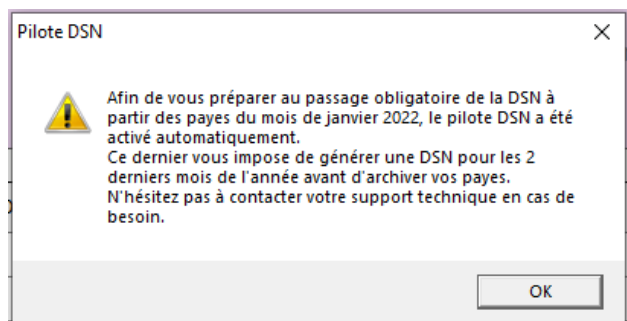 Pilote DSN
Afin de vous préparer au passage obligatoire de la DSN à
partir des payes du mois de janvier 2022, le pilote DSN a été
activé automatiquement.
Ce dernier vous impose de générer une DSN pour les 2
derniers mois de l'année avant d'archiver vos payes.
N'hésitez pas à contacter votre support technique en cas de
besoin.
OK